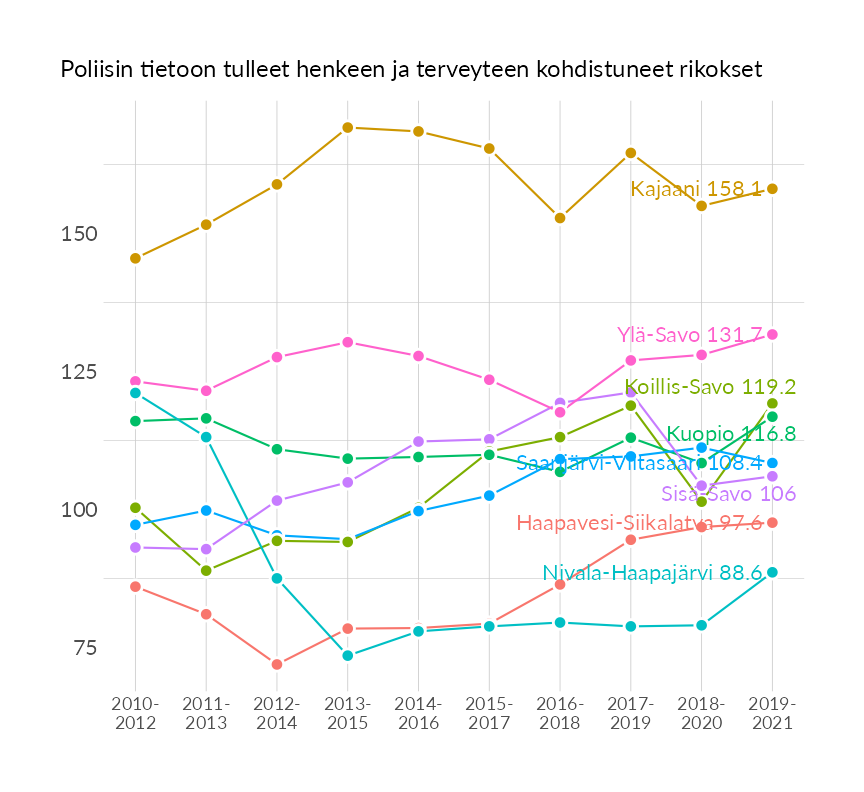 Poliisin tietoon tulleet henkeen ja terveyteen kohdistuneet rikokset
150
125
100
75
Kajaani 158.1
Ylä-Savo 131.7
Koillis-Savo 119.2
Kuopio 116.8
Saarijärvi-Viitasaari 108.4
Sisä-Savo 106
Haapavesi-Siikalatva 97.6
Nivala-Haapajärvi 88.6
2010- 2011- 2012- 2013- 2014- 2015- 2016- 2017- 2018- 2019-
2012 2013 2014 2015 2016 2017 2018 2019 2020 2021